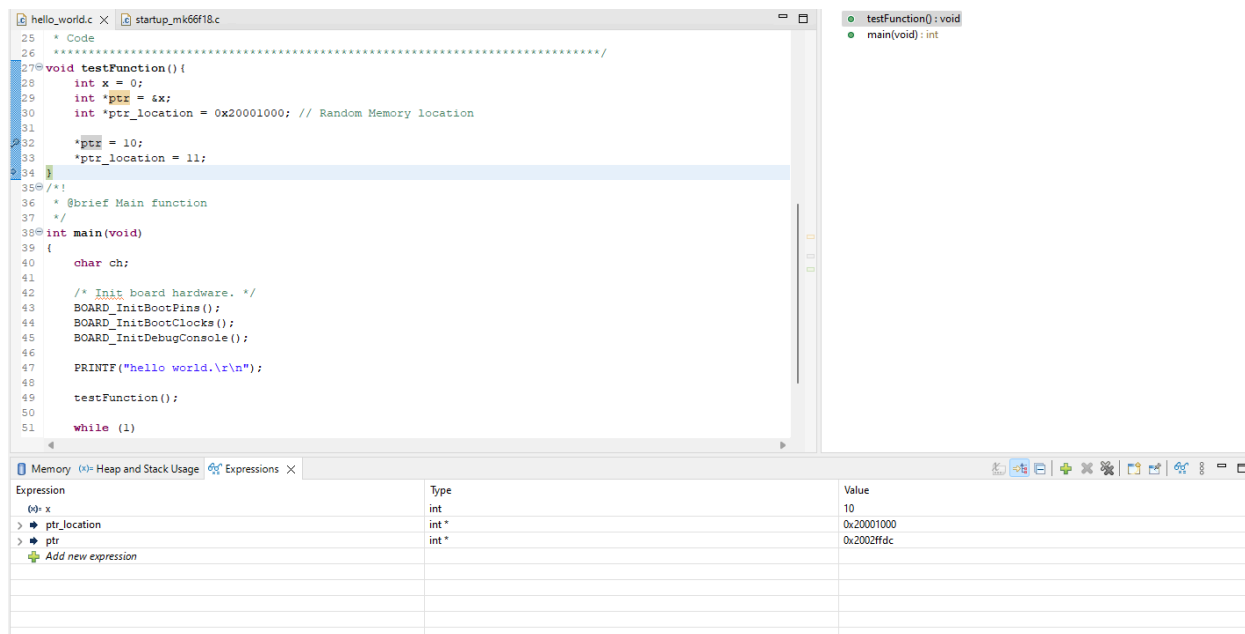 hello_world.c startup_mk66f18.c
25 * Code
26 ******************************************************************************/
27 void testFunction(){
28 int x = 0;
29 int *ptr = &x;
30 int *ptr_location = 0x20001000; // Random Memory location
31
32 *ptr = 10;
33 *ptr_location = 11;
34 }
35 /*!
36 * @brief Main function
37 */
38 int main(void)
39 {
40 char ch;
41
42 /* Init board hardware. */
43 BOARD_InitBootPins();
44 BOARD_InitBootClocks();
45 BOARD_InitDebugConsole();
46
47 PRINTF("hello world.\r\n");
48
49 testFunction();
50
51 while (1)
testFunction() : void
main(void) : int
Memory (x)= Heap and Stack Usage Expressions
Expression Type Value
(x)= x int 10
ptr_location int * 0x20001000
ptr int * 0x2002ffdc
Add new expression